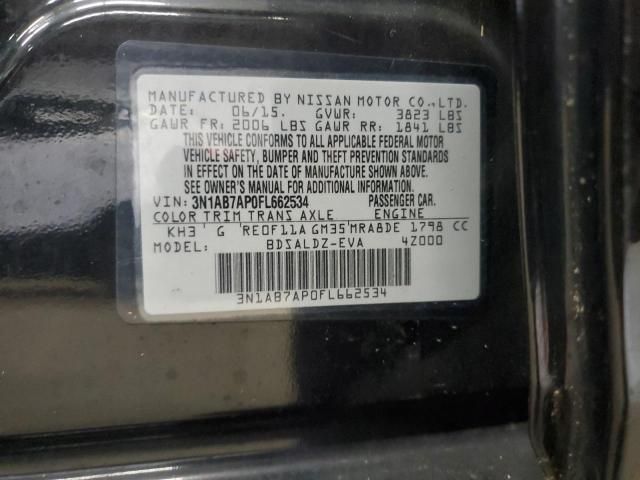 MANUFACTURED BY NISSAN MOTOR CO.,LTD.
DATE: 06/15. GVWR: 3823 LBS
GAWR FR: 2006 LBS GAWR RR: 1841 LBS
THIS VEHICLE CONFORMS TO ALL APPLICABLE FEDERAL MOTOR
VEHICLE SAFETY, BUMPER AND THEFT PREVENTION STANDARDS
IN EFFECT ON THE DATE OF MANUFACTURE SHOWN ABOVE.
SEE OWNER'S MANUAL FOR ADDITIONAL INFORMATION
VIN: 3N1AB7AP0FL662534 PASSENGER CAR.
COLOR TRIM TRANS AXLE ENGINE
KH3 G RE0F11A GM35 MRA8DE 1798 CC
MODEL: BDSALDZ-EVA 4Z000
3N1AB7AP0FL662534